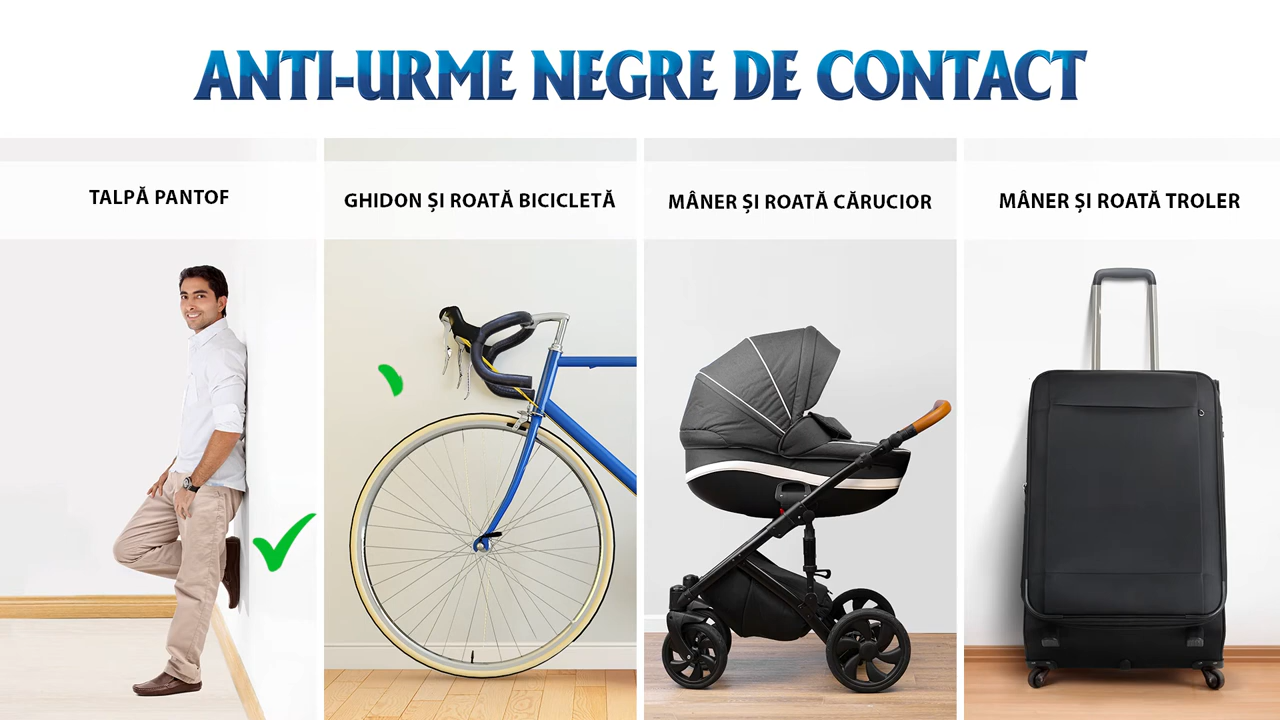 ANTI-URME NEGRE DE CONTACT
TALPĂ PANTOF
GHIDON ȘI ROATĂ BICICLETĂ
MÂNER ȘI ROATĂ CĂRUCIOR
MÂNER ȘI ROATĂ TROLER